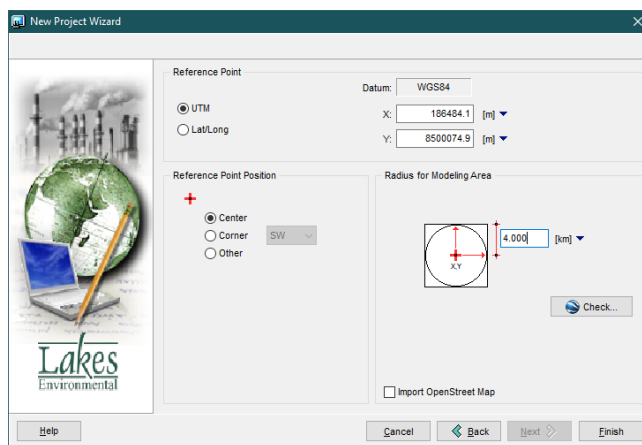 New Project Wizard
Reference Point
Datum: WGS84
UTM
X: 186484.1 [m]
Lat/Long
Y: 8500074.9 [m]
Reference Point Position
Center
Corner SW
Other
Radius for Modeling Area
X,Y
4.000 [km]
Check...
Import OpenStreet Map
Lakes
Environmental
Help
Cancel
Back
Next
Finish